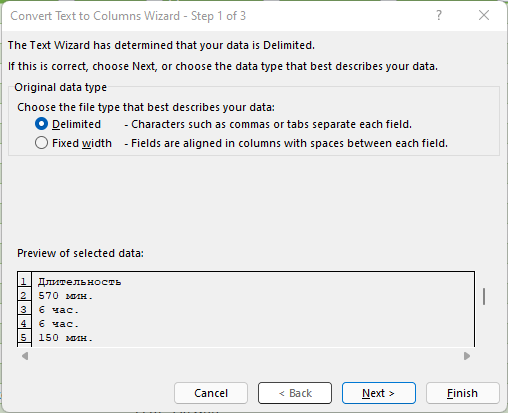 Convert Text to Columns Wizard - Step 1 of 3
?
The Text Wizard has determined that your data is Delimited.
If this is correct, choose Next, or choose the data type that best describes your data.
Original data type
Choose the file type that best describes your data:
Delimited - Characters such as commas or tabs separate each field.
Fixed width - Fields are aligned in columns with spaces between each field.
Preview of selected data:
1 Длительность
2 570 мин.
3 6 час.
4 6 час.
5 150 мин.
Cancel < Back Next > Finish